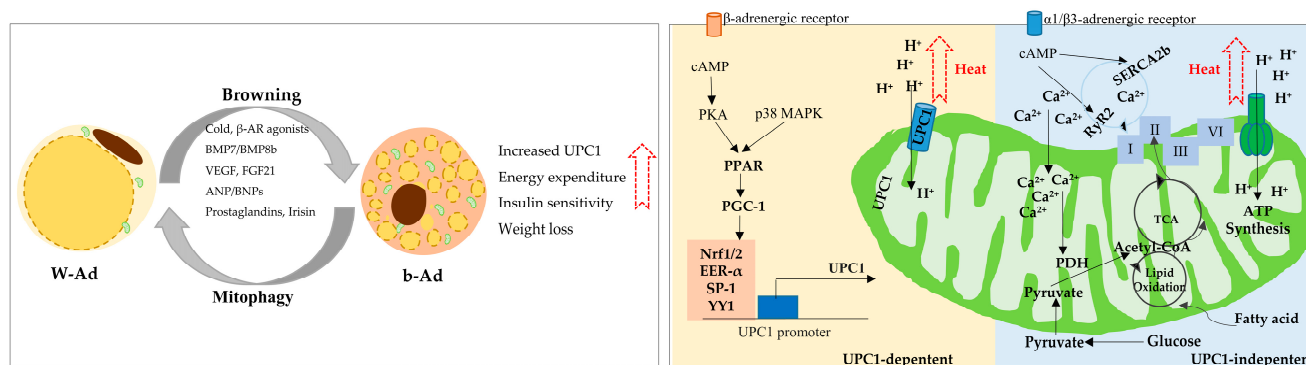 Browning
Cold, β-AR agonists
BMP7/BMP8b
VEGF, FGF21
ANP/BNPs
Prostaglandins, Irisin
W-Ad
b-Ad
Mitophagy
Increased UPC1
Energy expenditure
Insulin sensitivity
Weight loss
β-adrenergic receptor
cAMP
PKA
p38 MAPK
PPAR
PGC-1
Nrf1/2
EER-α
SP-1
YY1
UPC1
UPC1 promoter
H⁺
H⁺
H⁺ H⁺
Heat
UPC1
UPC1
II⁺
UPC1-depentent
α1/β3-adrenergic receptor
cAMP
SERCA2b
RyR2
Ca²⁺
Ca²⁺
Ca²⁺ Ca²⁺
Ca²⁺ Ca²⁺
Ca²⁺
Ca²⁺
PDH
Pyruvate
Pyruvate
Glucose
Acetyl-CoA
TCA
Lipid
Oxidation
Fatty acid
I
II
III
VI
Heat
H⁺ H⁺
H⁺
H⁺
H⁺ H⁺
ATP
Synthesis
UPC1-indepenter